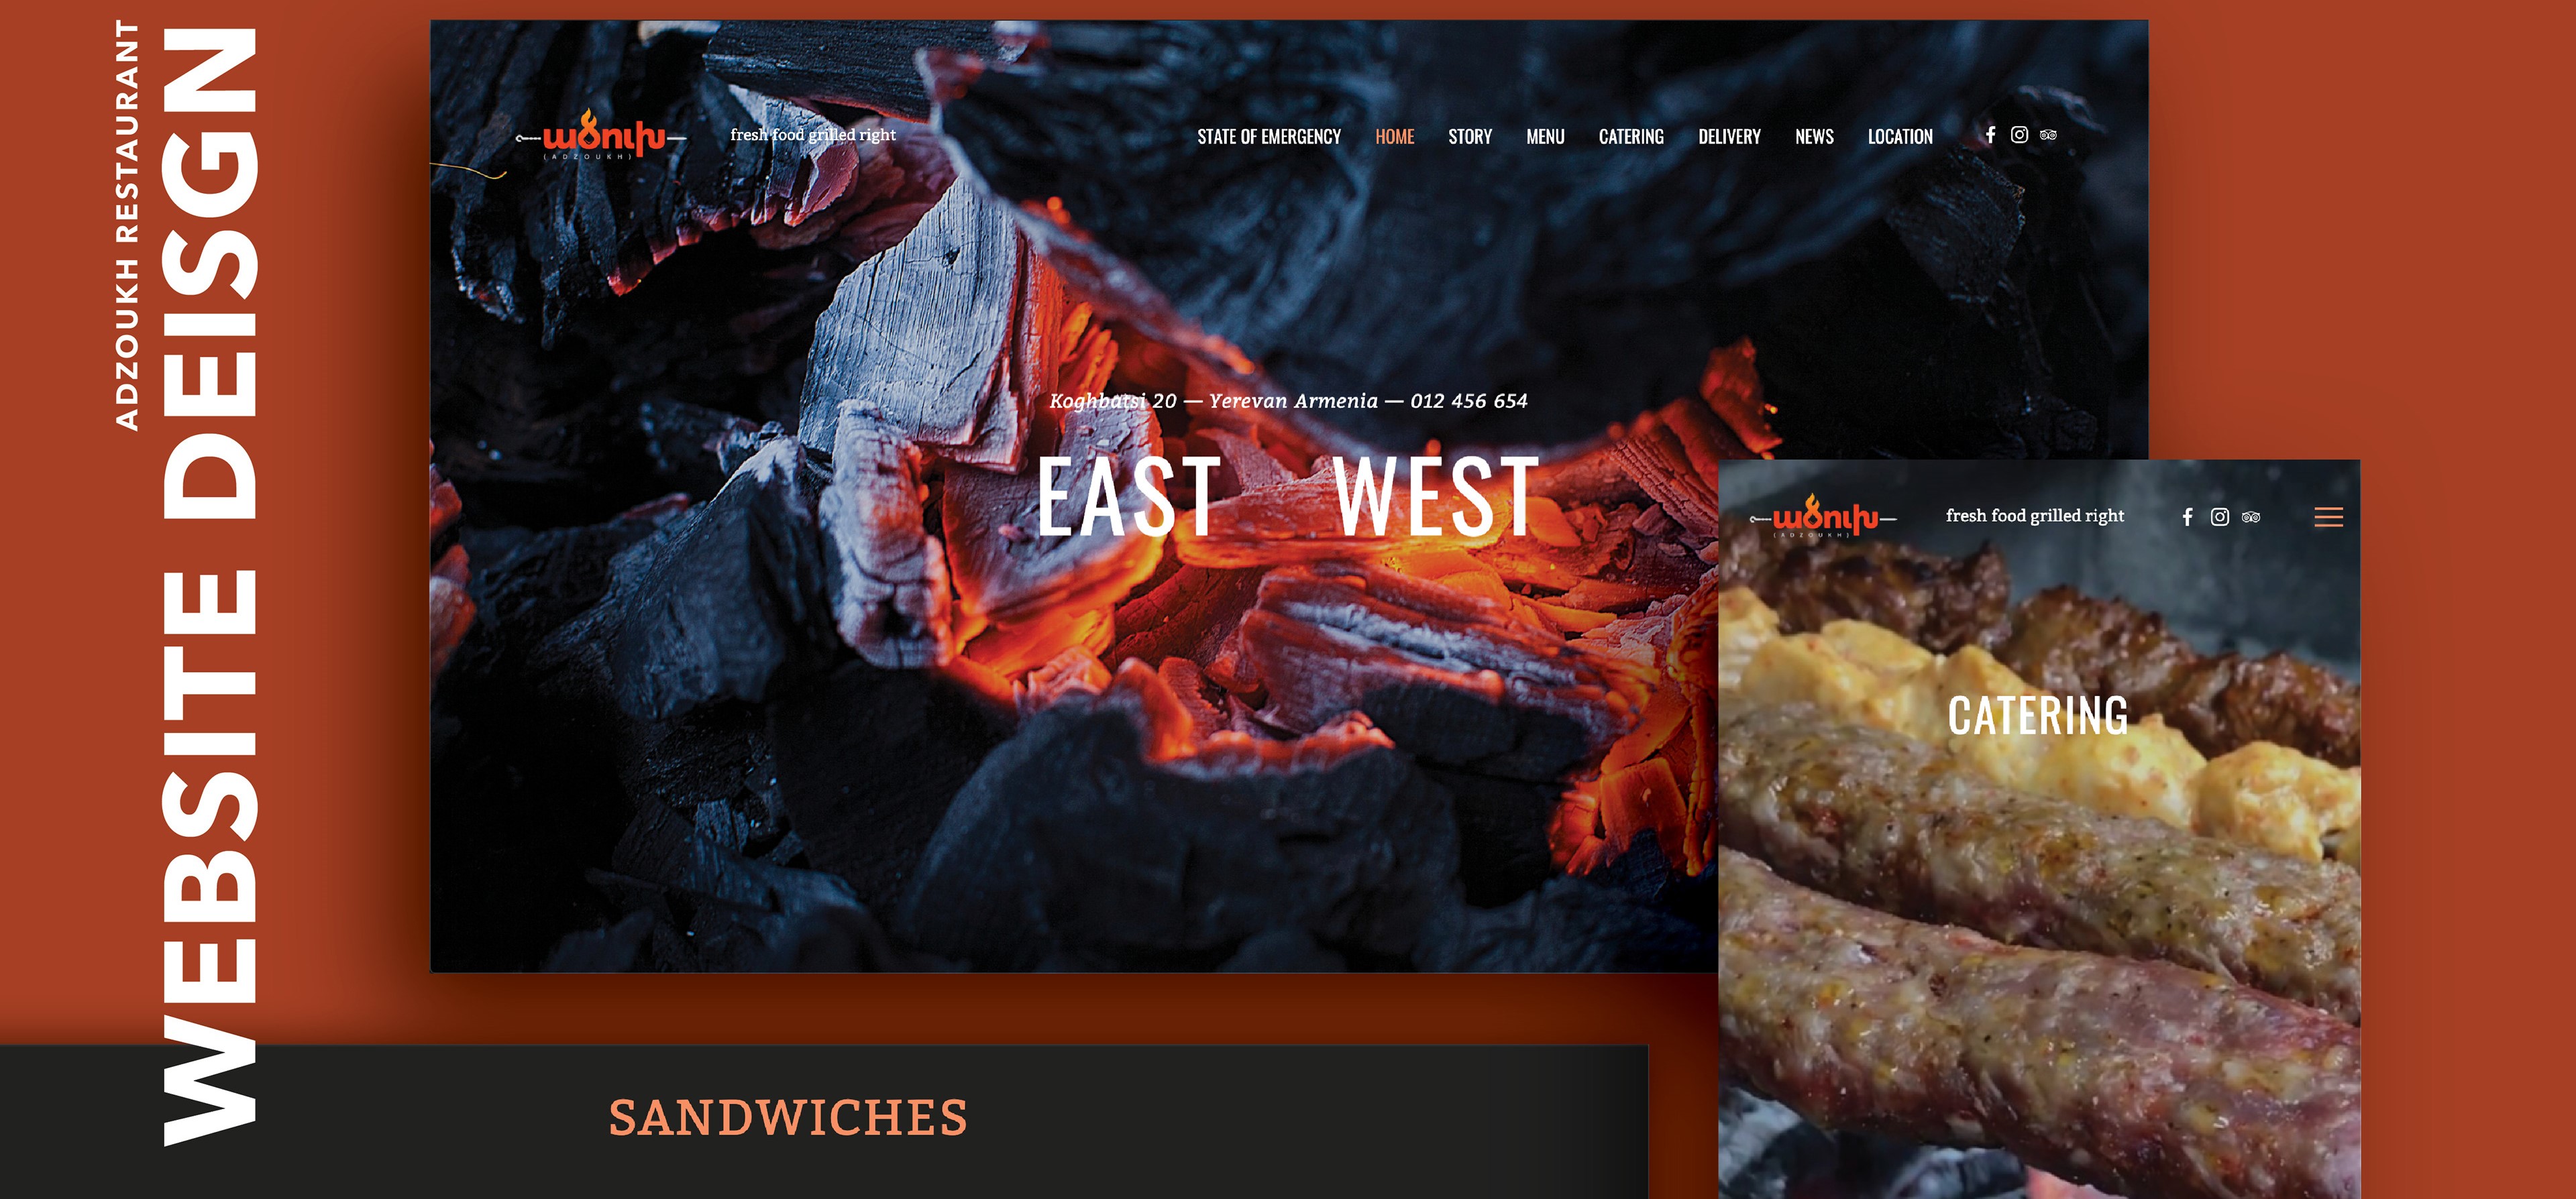 ADZOUKH RESTAURANT
WEBSITE DEISGN
ածուխ
(ADZOUKH)
fresh food grilled right
STATE OF EMERGENCY HOME STORY MENU CATERING DELIVERY NEWS LOCATION
Koghbatsi 20 — Yerevan Armenia — 012 456 654
EAST WEST
ածուխ
(ADZOUKH)
fresh food grilled right
CATERING
SANDWICHES